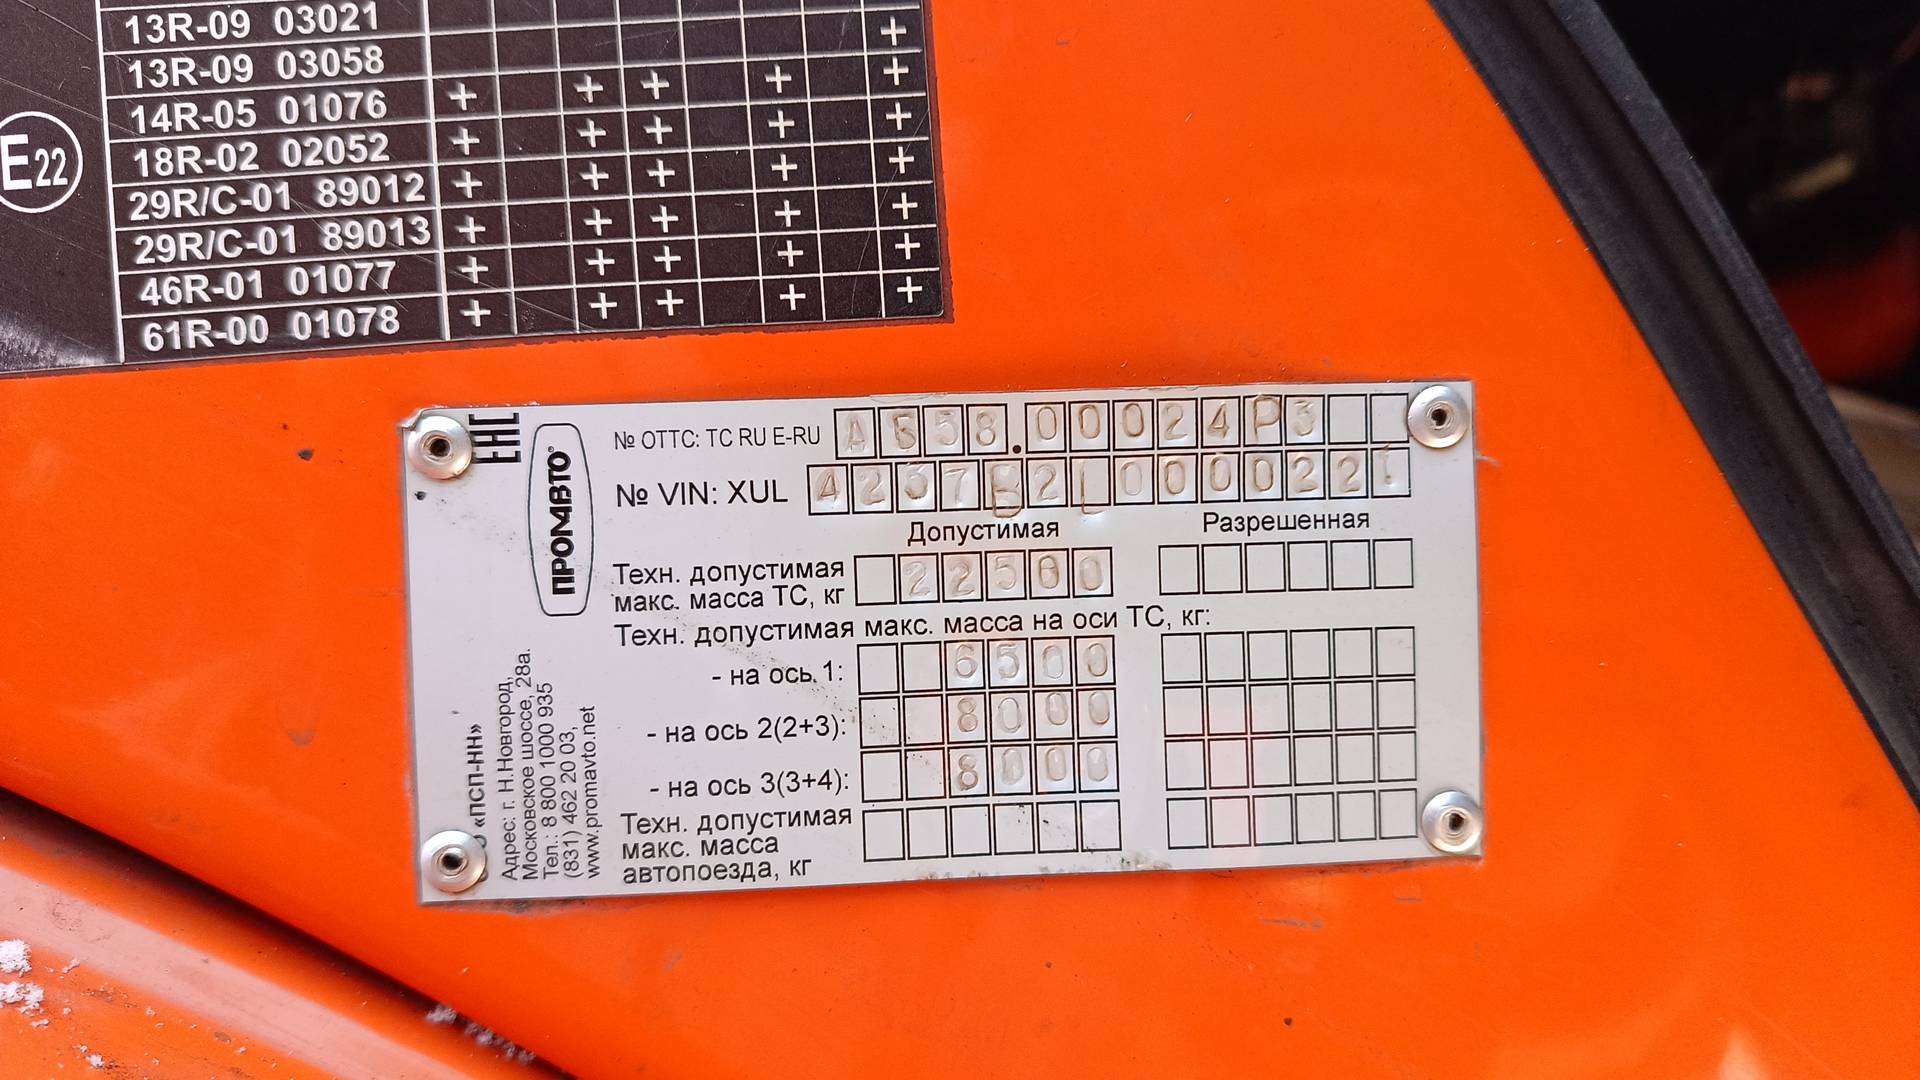 13R-09 03021 +
13R-09 03058 + + + + +
14R-05 01076 + + + + +
18R-02 02052 + + + + +
29R/C-01 89012 + + + + +
29R/C-01 89013 + + + + +
46R-01 01077 + + + + +
61R-00 01078 + + + + +
E22
ЕАС
ПРОМАВТО
№ ОТТС: ТС RU E-RU АБ58.00024Р3
№ VIN: XUL 4237B2L0000221
Допустимая Разрешенная
Техн. допустимая
макс. масса ТС, кг 22500
Техн. допустимая макс. масса на оси ТС, кг:
- на ось 1: 6500
- на ось 2(2+3): 8000
- на ось 3(3+4): 8000
Техн. допустимая
макс. масса
автопоезда, кг
«ПСП-НН»
Адрес: г. Н.Новгород,
Московское шоссе, 28а.
Тел.: 8 800 1000 935
(831) 462 20 03,
www.promavto.net